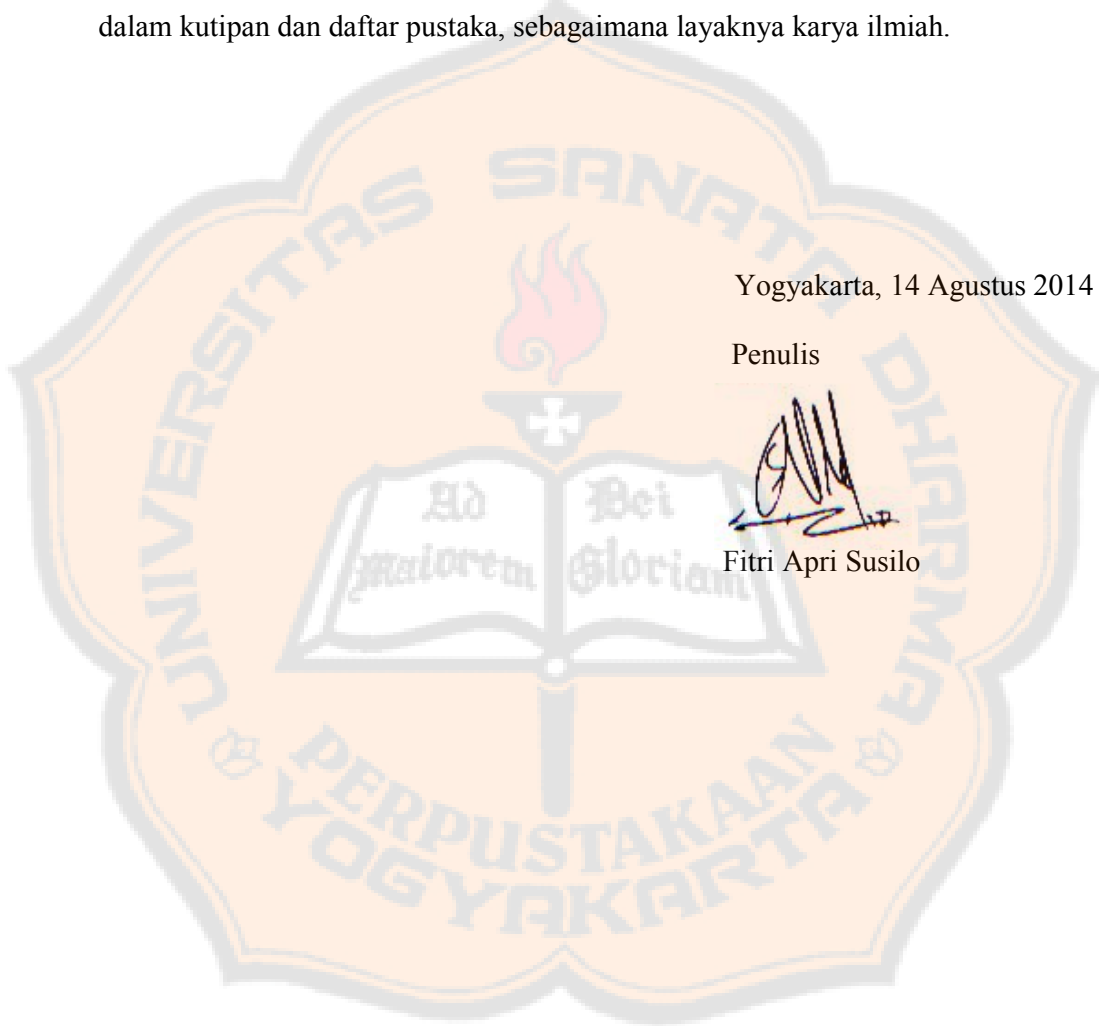 dalam kutipan dan daftar pustaka, sebagaimana layaknya karya ilmiah.
UNIVERSITAS SANATA DHARMA
Yogyakarta, 14 Agustus 2014
Penulis
Ad Dei
Maiorem Gloriam
Fitri Apri Susilo
PERPUSTAKAAN
YOGYAKARTA